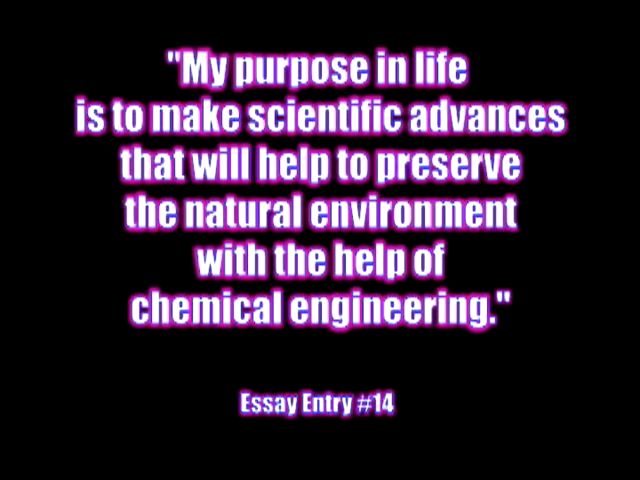 "My purpose in life
is to make scientific advances
that will help to preserve
the natural environment
with the help of
chemical engineering."
Essay Entry #14